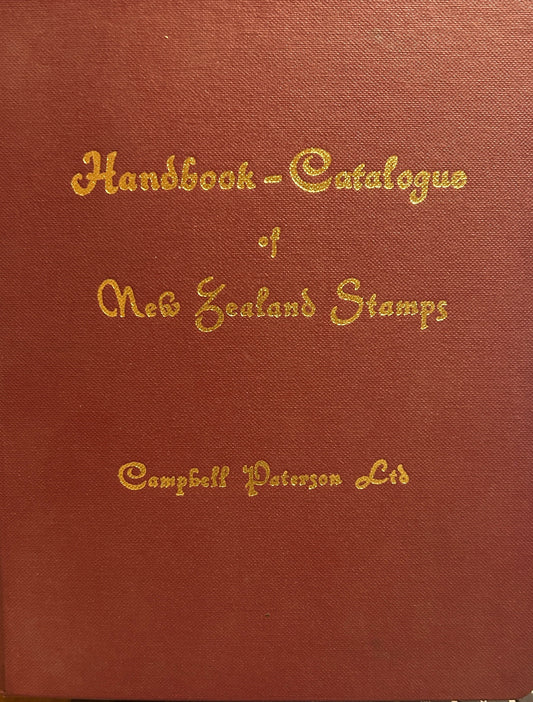 Handbook - Catalogue
of
New Zealand Stamps
Campbell Paterson Ltd